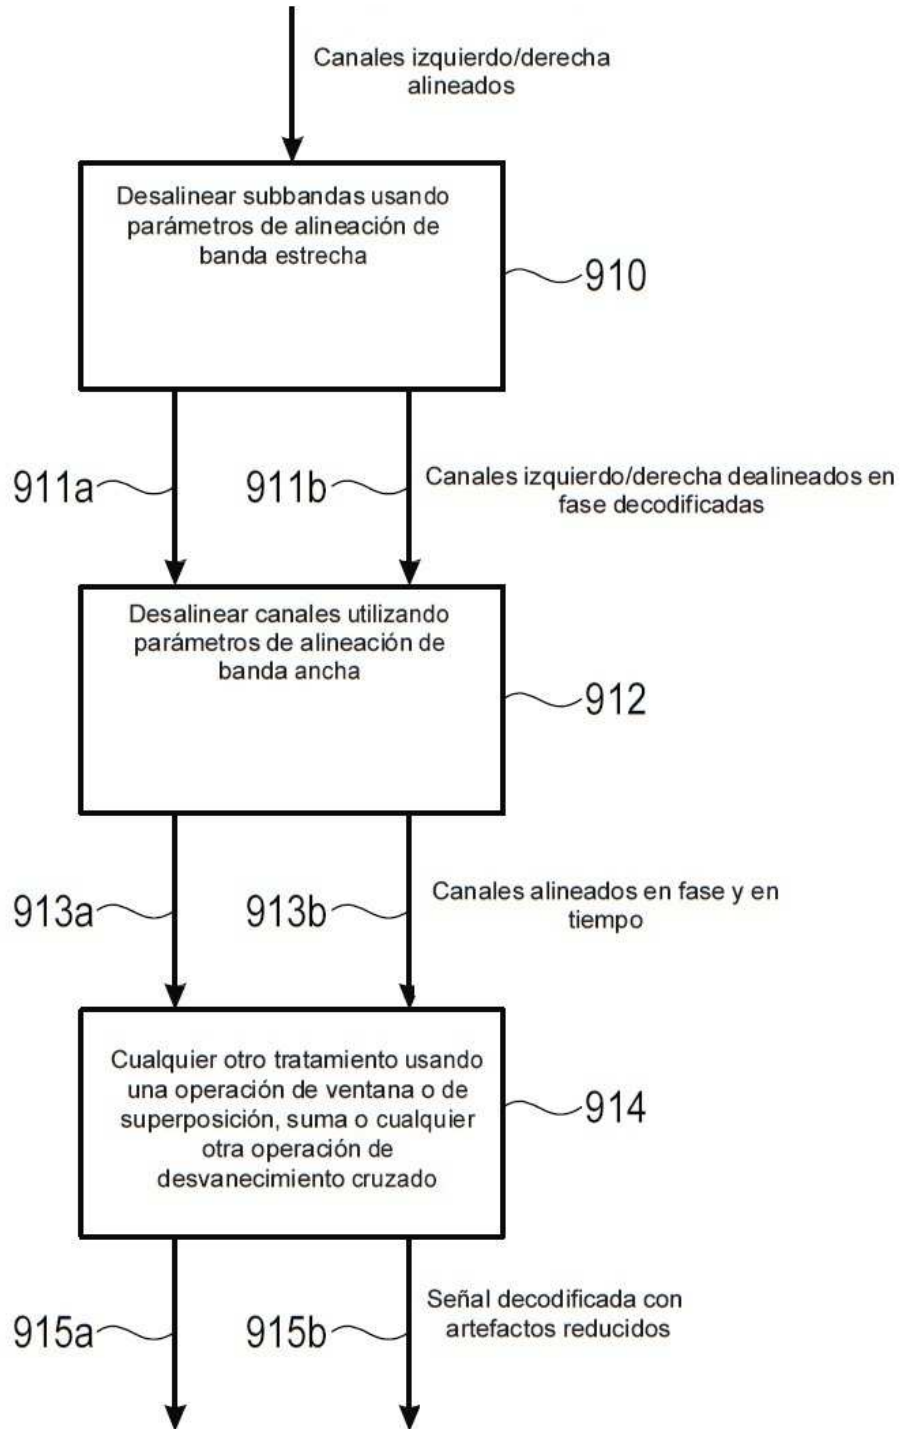 Canales izquierdo/derecha
alineados
Desalinear subbandas usando
parámetros de alineación de
banda estrecha
910
911a
911b
Canales izquierdo/derecha dealineados en
fase decodificadas
Desalinear canales utilizando
parámetros de alineación de
banda ancha
912
913a
913b
Canales alineados en fase y en
tiempo
Cualquier otro tratamiento usando
una operación de ventana o de
superposición, suma o cualquier
otra operación de
desvanecimiento cruzado
914
915a
915b
Señal decodificada con
artefactos reducidos